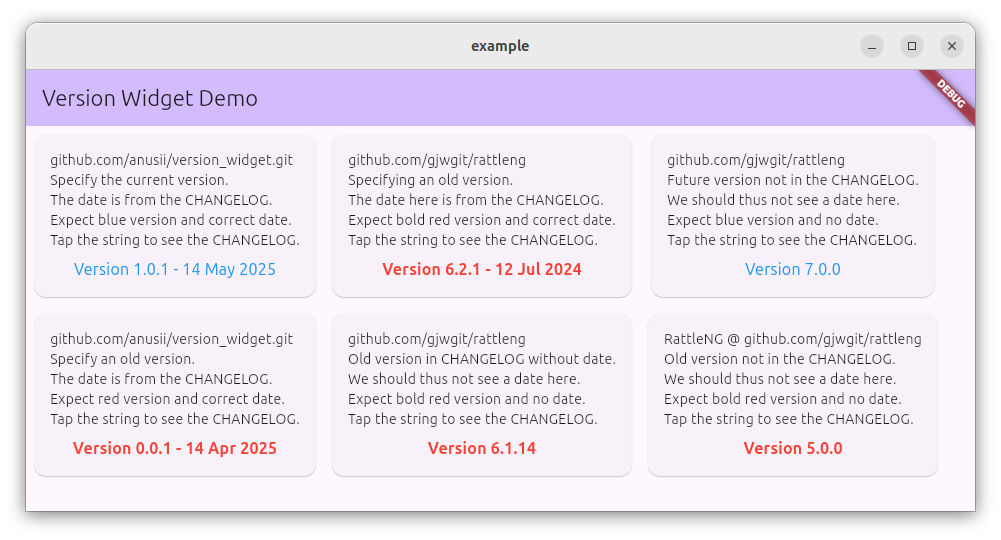 example
Version Widget Demo
DEBUG
github.com/anusii/version_widget.git
Specify the current version.
The date is from the CHANGELOG.
Expect blue version and correct date.
Tap the string to see the CHANGELOG.
Version 1.0.1 - 14 May 2025
github.com/gjwgit/rattleng
Specifying an old version.
The date here is from the CHANGELOG.
Expect bold red version and correct date.
Tap the string to see the CHANGELOG.
Version 6.2.1 - 12 Jul 2024
github.com/gjwgit/rattleng
Future version not in the CHANGELOG.
We should thus not see a date here.
Expect blue version and no date.
Tap the string to see the CHANGELOG.
Version 7.0.0
github.com/anusii/version_widget.git
Specify an old version.
The date is from the CHANGELOG.
Expect red version and correct date.
Tap the string to see the CHANGELOG.
Version 0.0.1 - 14 Apr 2025
github.com/gjwgit/rattleng
Old version in CHANGELOG without date.
We should thus not see a date here.
Expect bold red version and no date.
Tap the string to see the CHANGELOG.
Version 6.1.14
RattleNG @ github.com/gjwgit/rattleng
Old version not in the CHANGELOG.
We should thus not see a date here.
Expect bold red version and no date.
Tap the string to see the CHANGELOG.
Version 5.0.0